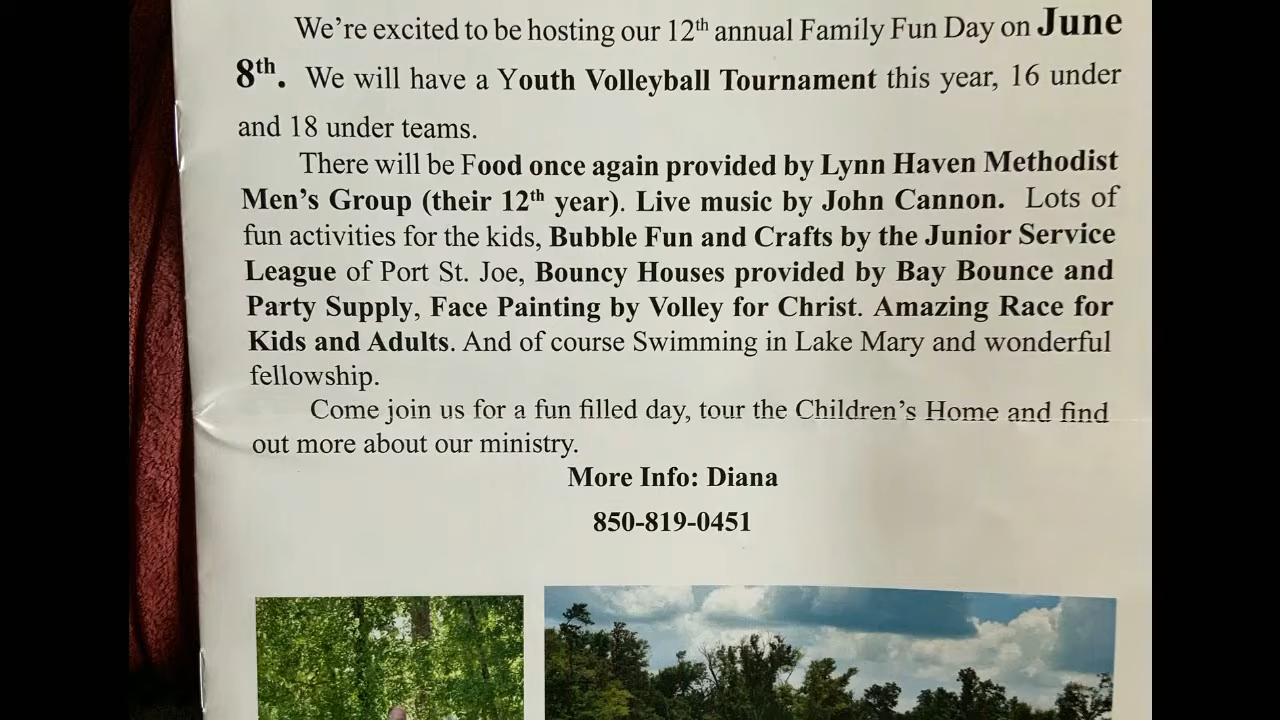 We're excited to be hosting our 12th annual Family Fun Day on June
8th. We will have a Youth Volleyball Tournament this year, 16 under
and 18 under teams.
There will be Food once again provided by Lynn Haven Methodist
Men's Group (their 12th year). Live music by John Cannon. Lots of
fun activities for the kids, Bubble Fun and Crafts by the Junior Service
League of Port St. Joe, Bouncy Houses provided by Bay Bounce and
Party Supply, Face Painting by Volley for Christ. Amazing Race for
Kids and Adults. And of course Swimming in Lake Mary and wonderful
fellowship.
Come join us for a fun filled day, tour the Children's Home and find
out more about our ministry.
More Info: Diana
850-819-0451